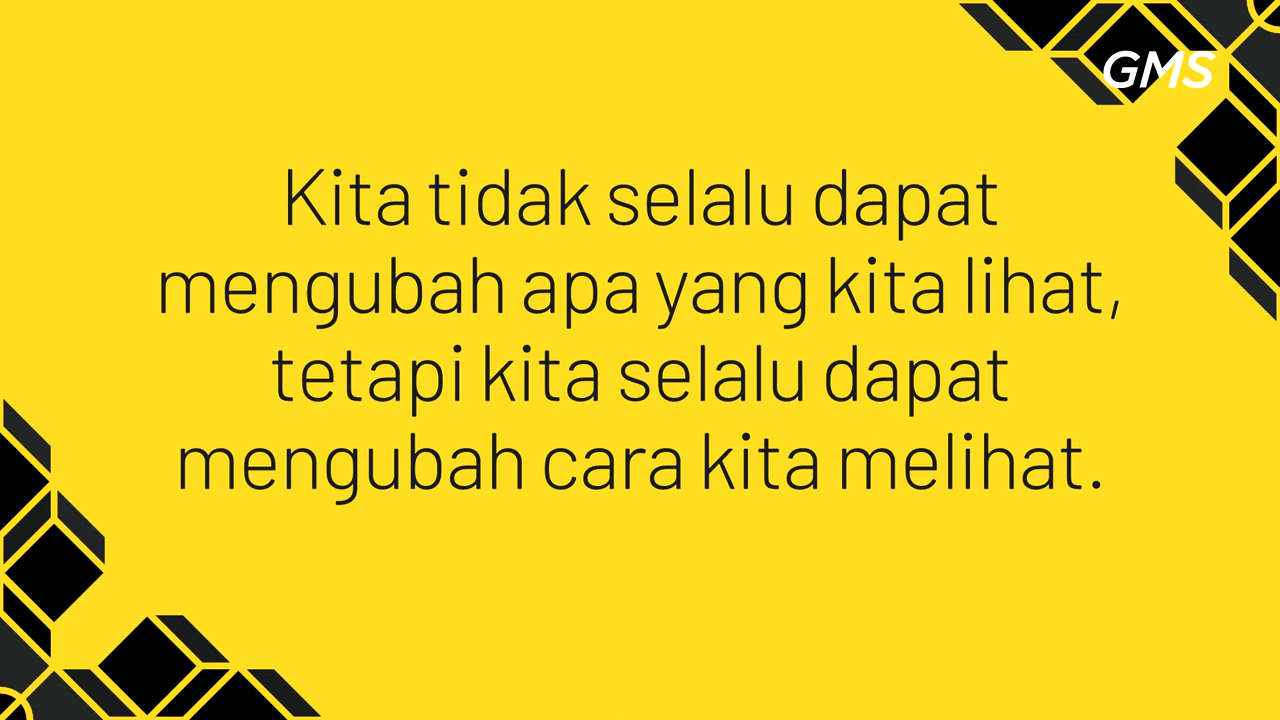 GMS
Kita tidak selalu dapat
mengubah apa yang kita lihat,
tetapi kita selalu dapat
mengubah cara kita melihat.